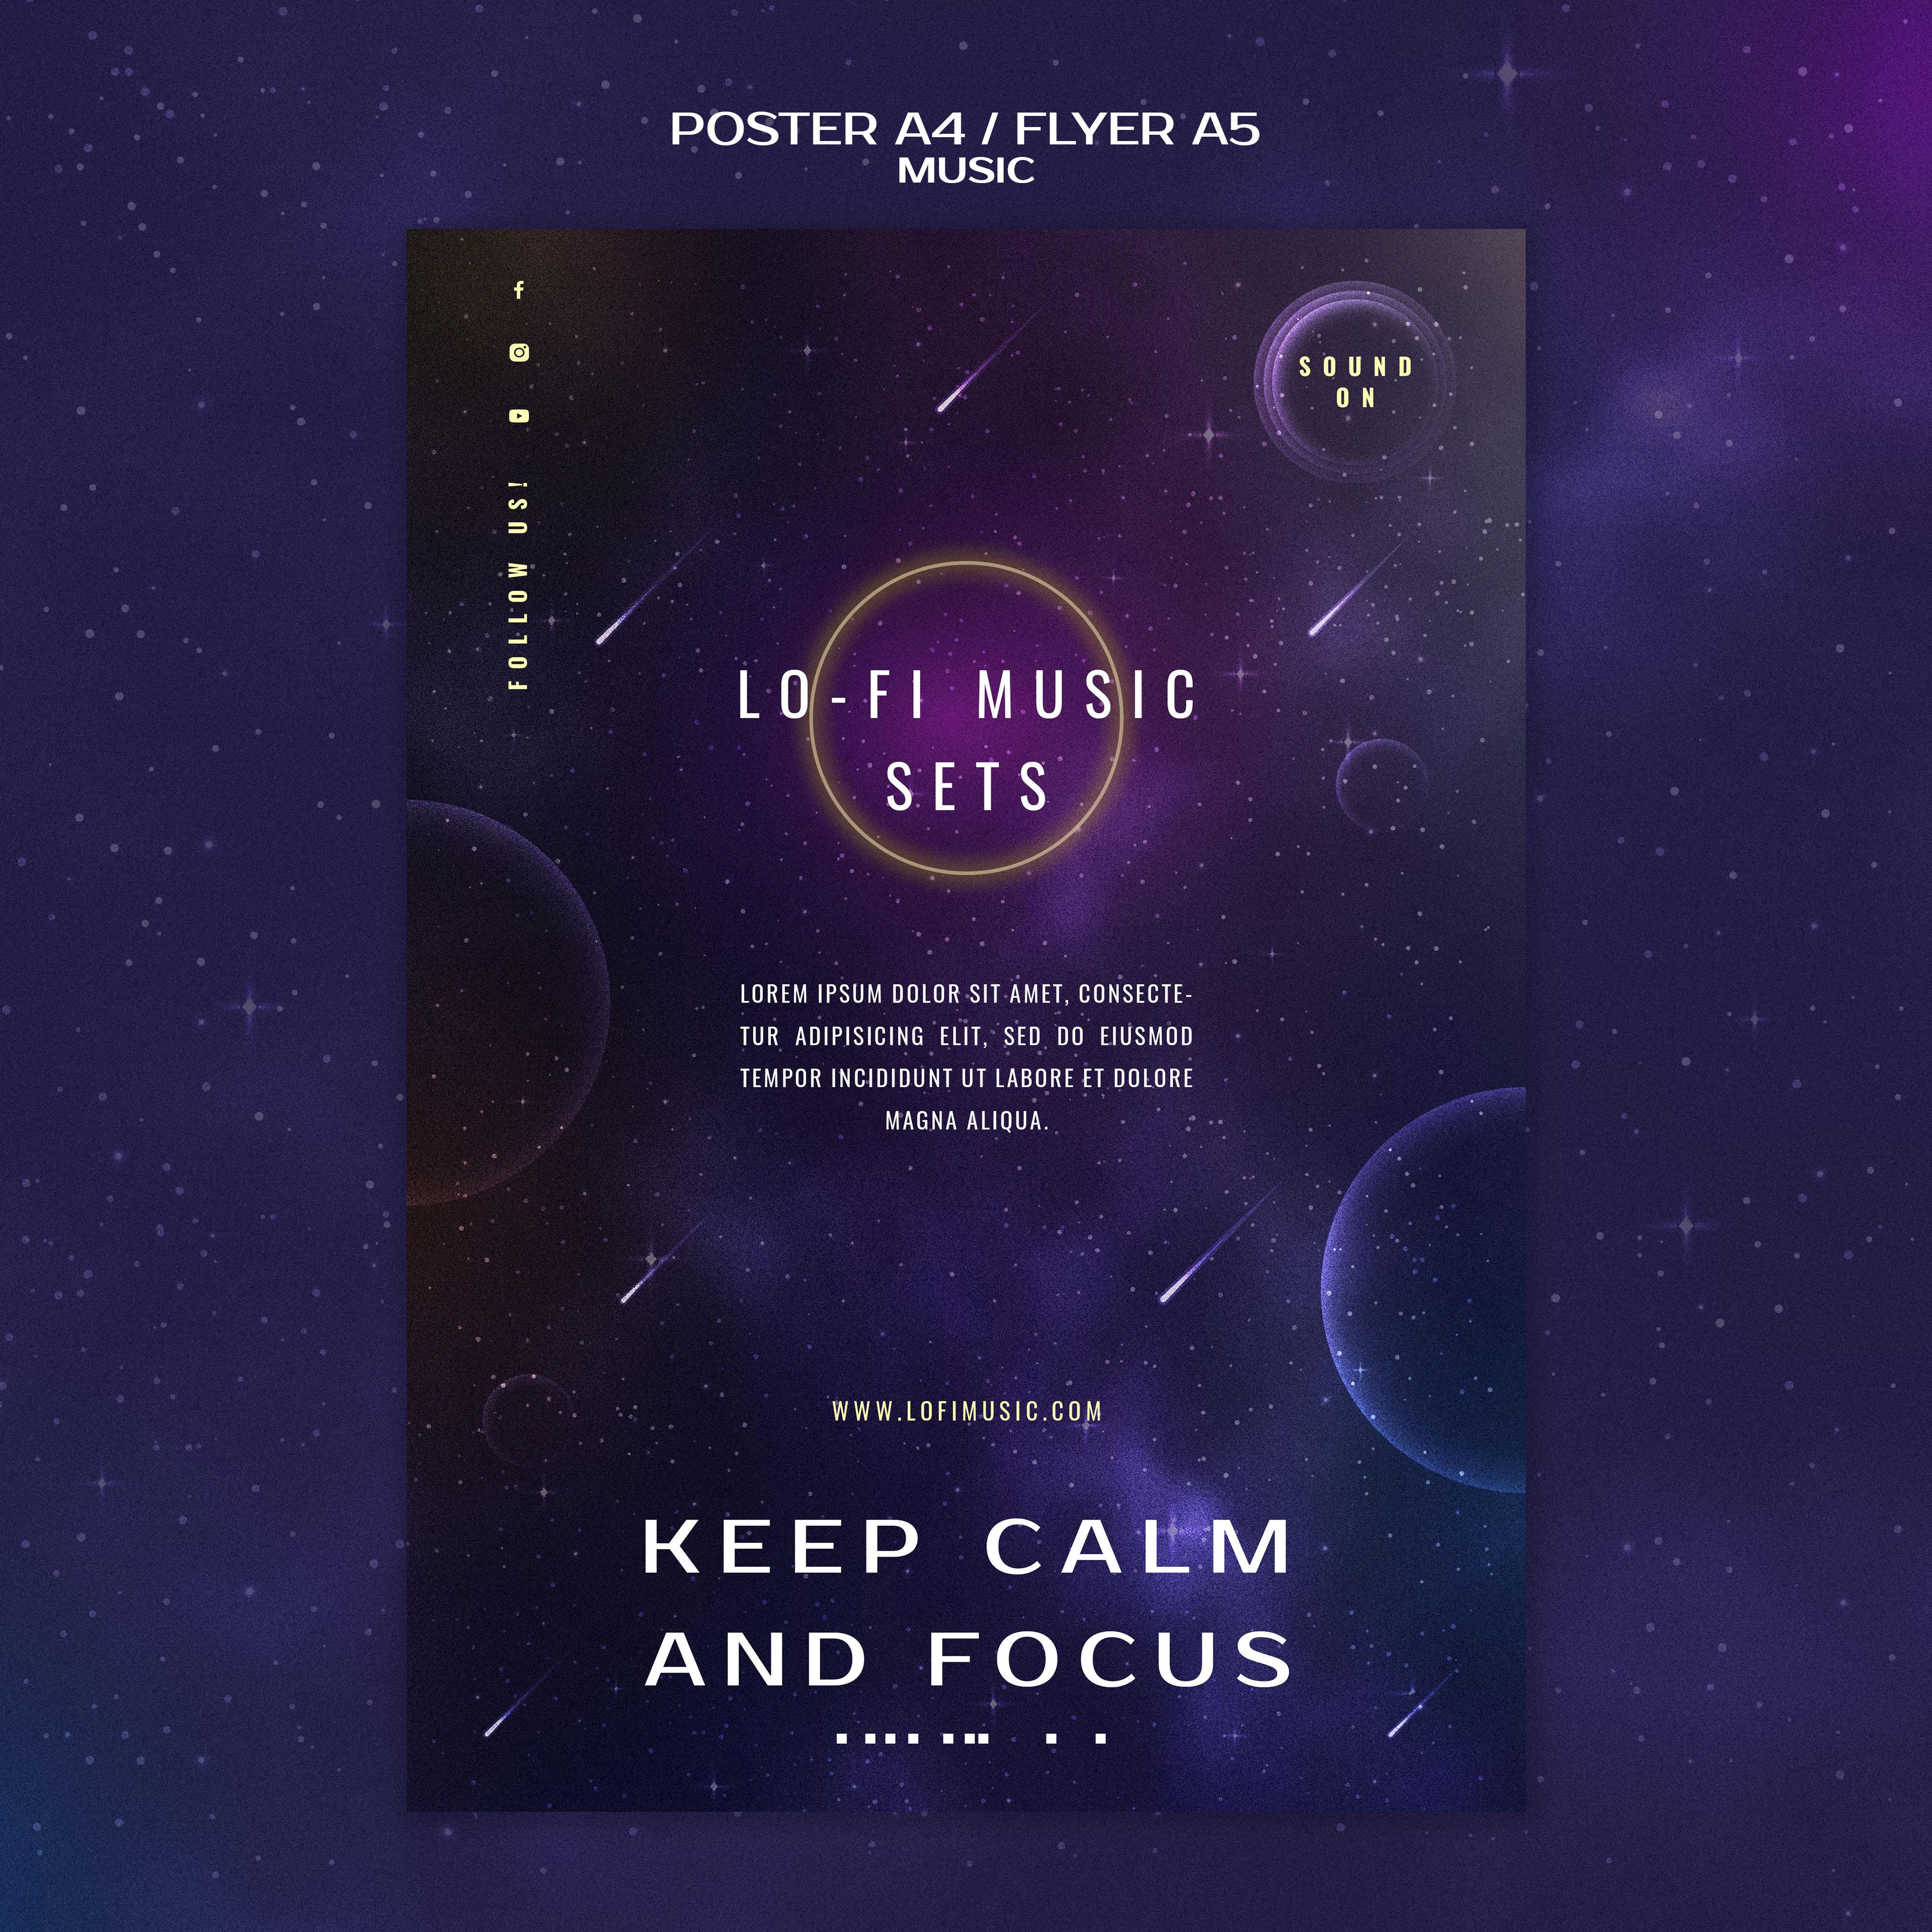 POSTER A4 / FLYER A5
MUSIC
FOLLOW US!
SOUND
ON
LO-FI MUSIC
SETS
LOREM IPSUM DOLOR SIT AMET, CONSECTE-
TUR ADIPISICING ELIT, SED DO EIUSMOD
TEMPOR INCIDIDUNT UT LABORE ET DOLORE
MAGNA ALIQUA.
WWW.LOFIMUSIC.COM
KEEP CALM
AND FOCUS